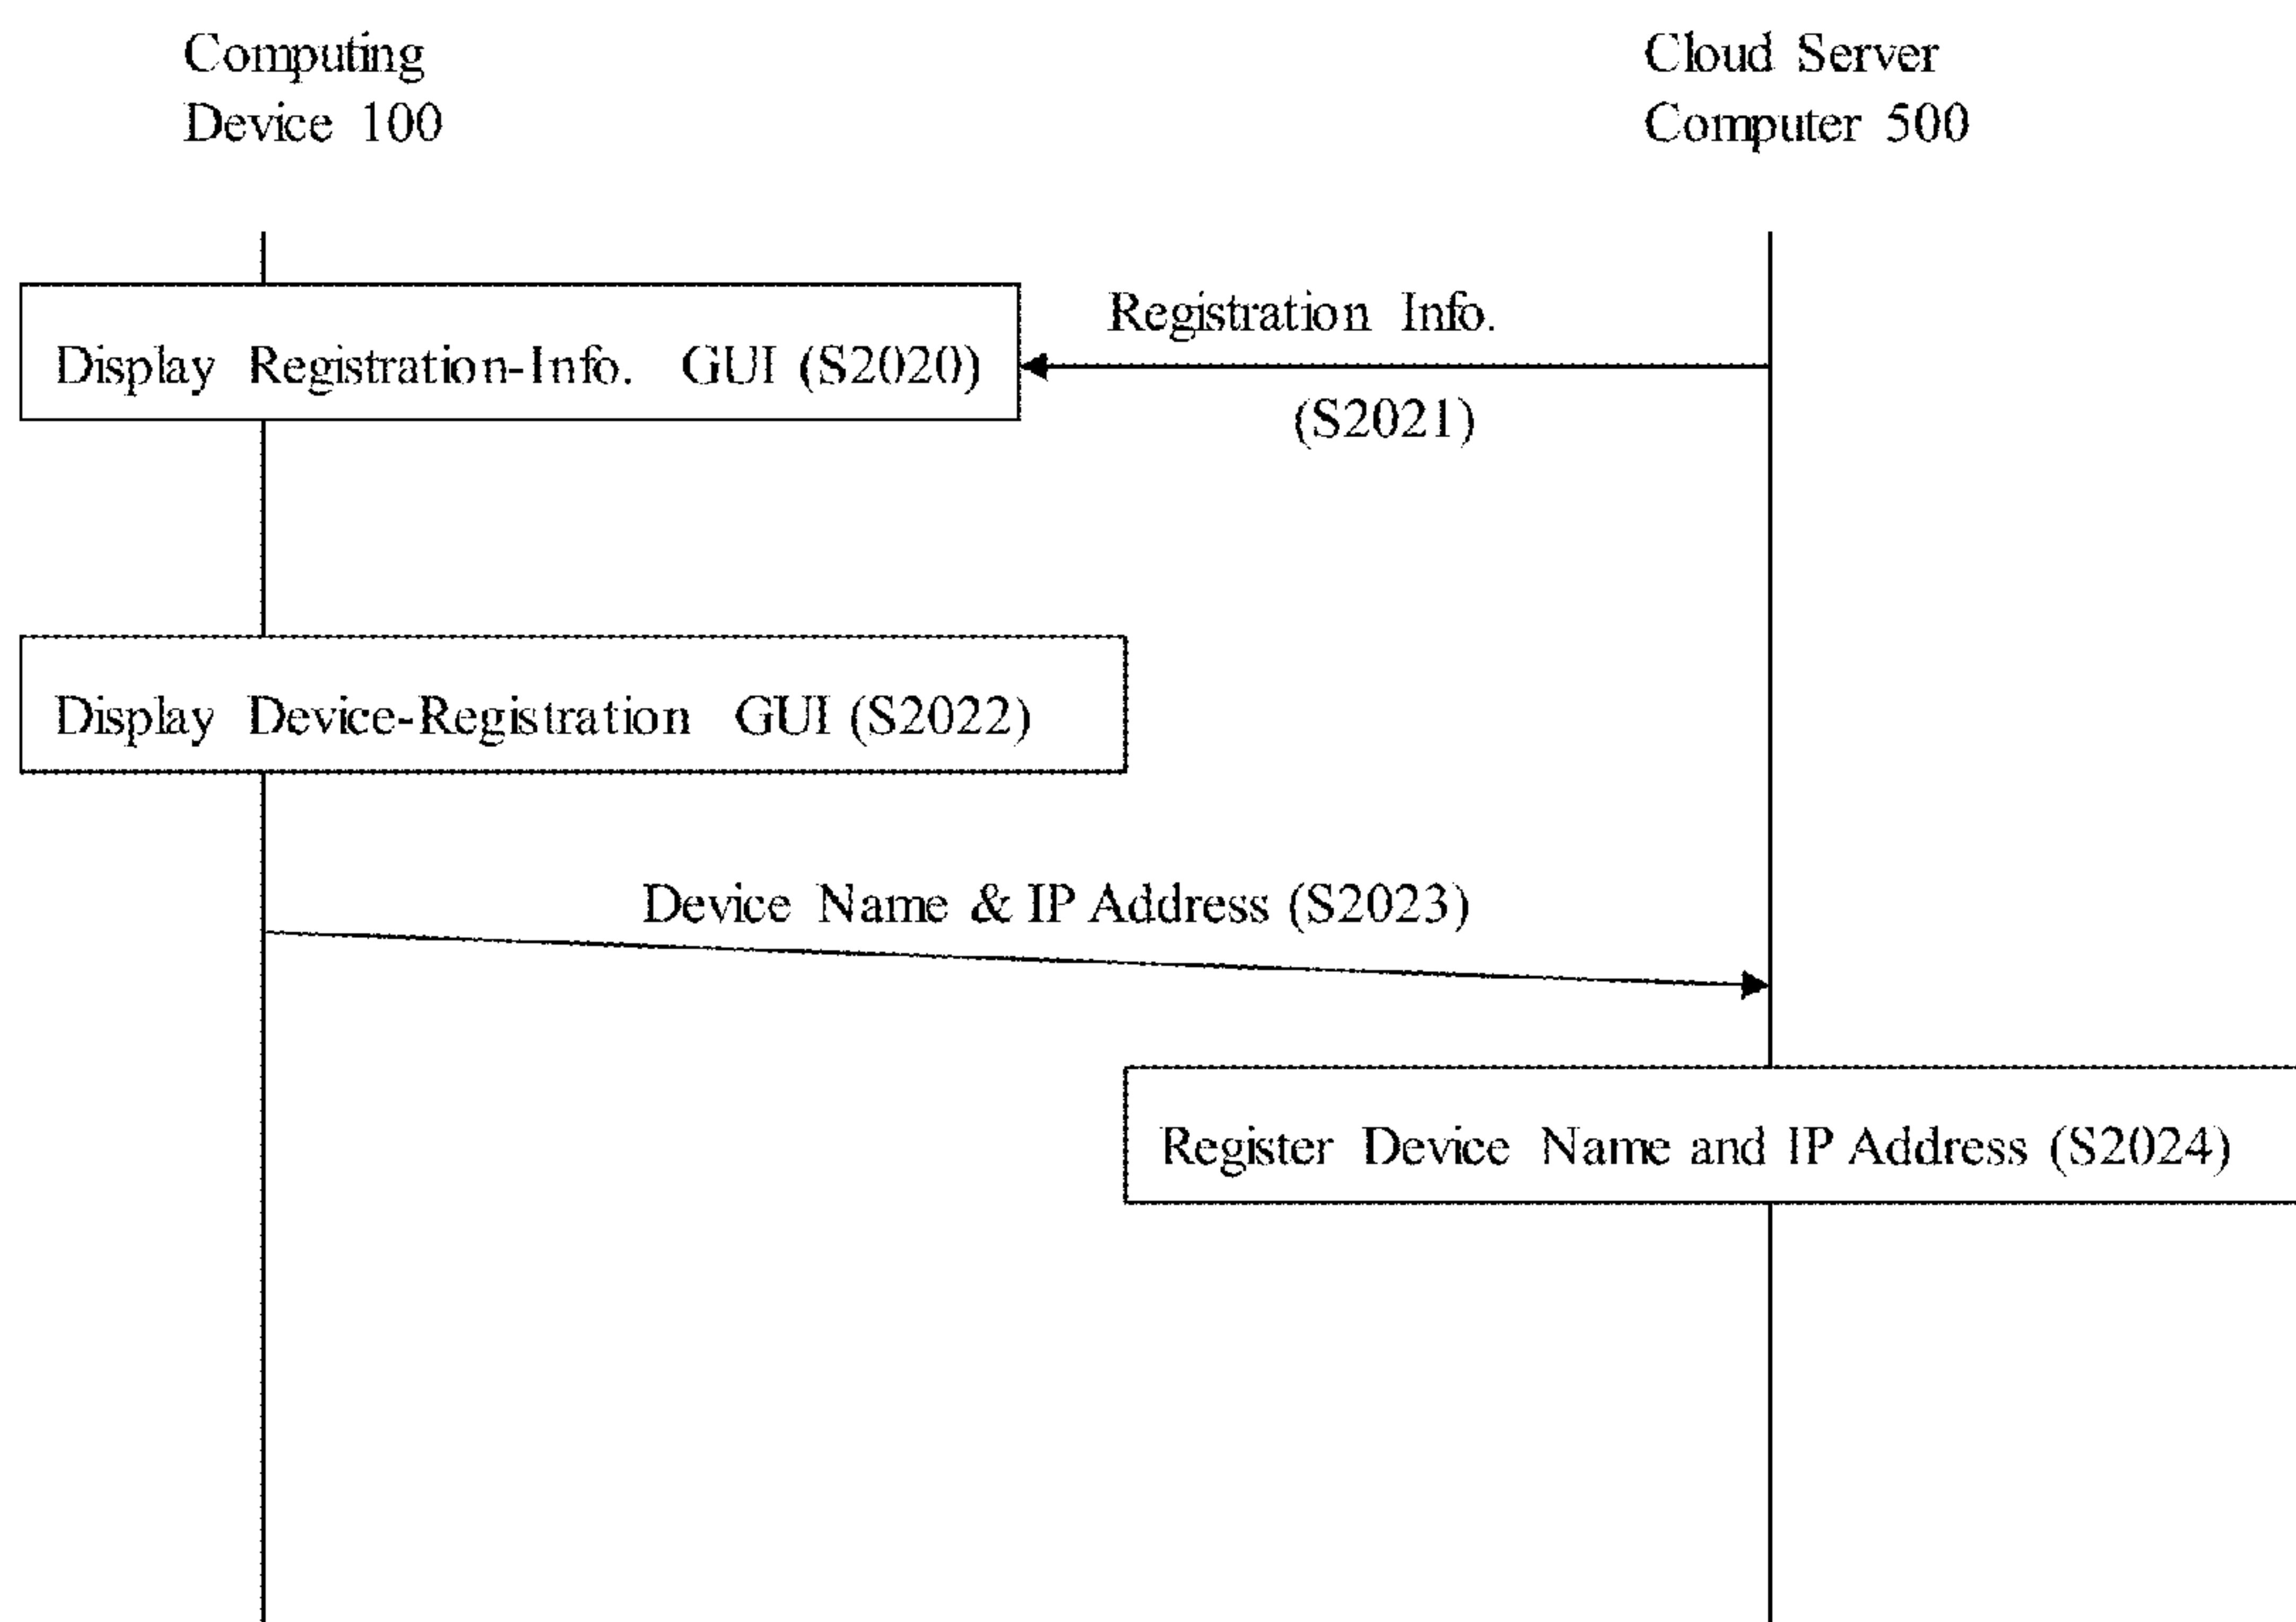 Computing
Device 100
Cloud Server
Computer 500
Registration Info.
Display Registration-Info. GUI (S2020)
(S2021)
Display Device-Registration GUI (S2022)
Device Name & IP Address (S2023)
Register Device Name and IP Address (S2024)